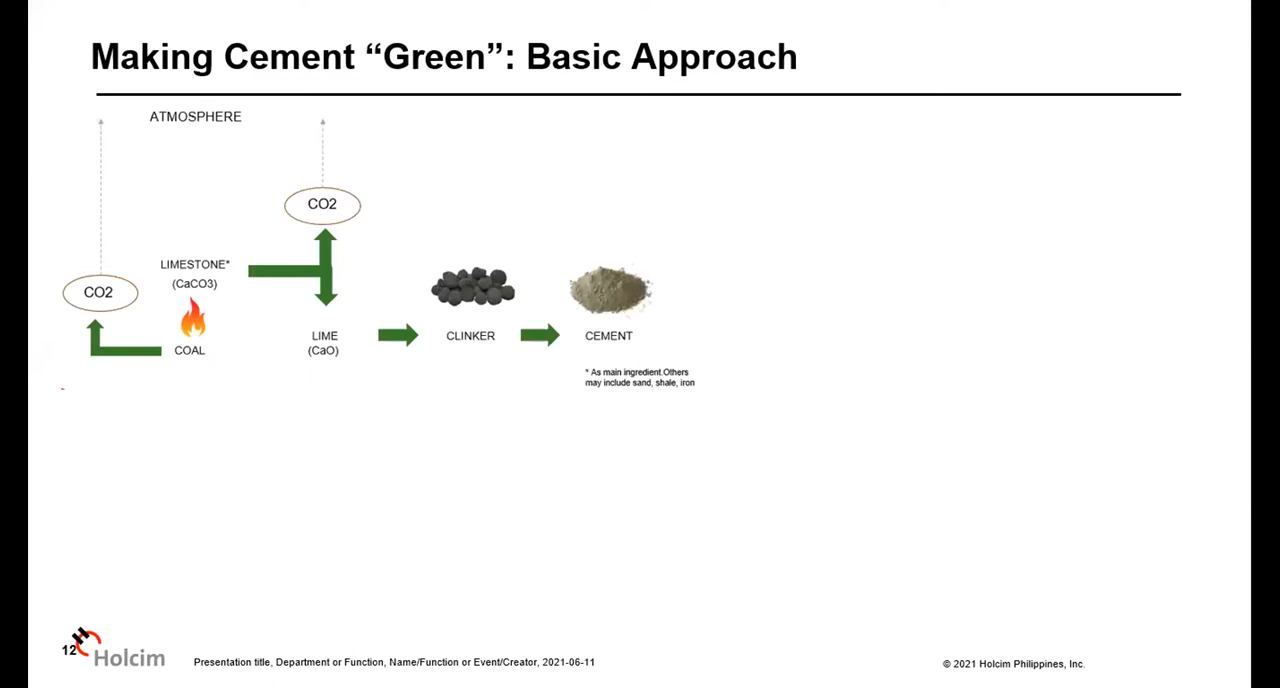 Making Cement “Green”: Basic Approach
ATMOSPHERE
CO2
LIMESTONE*
(CaCO3)
CO2
COAL
LIME
(CaO)
CLINKER
CEMENT
* As main ingredient.Others
may include sand, shale, iron
12
Holcim
Presentation title, Department or Function, Name/Function or Event/Creator, 2021-06-11
© 2021 Holcim Philippines, Inc.